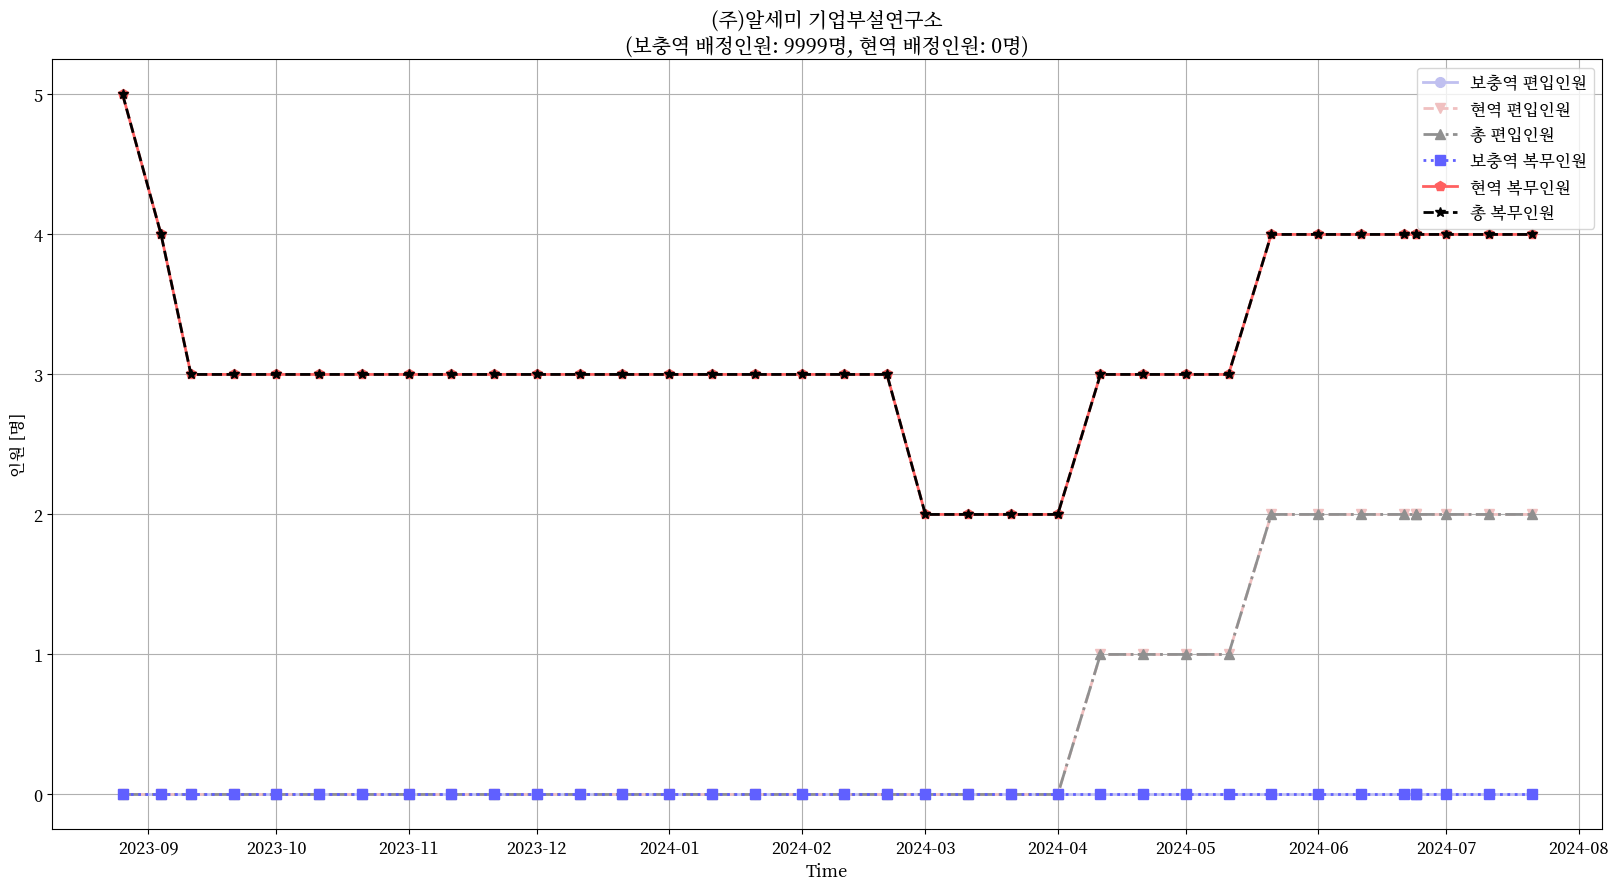 (주)알세미 기업부설연구소
(보충역 배정인원: 9999명, 현역 배정인원: 0명)
보충역 편입인원
현역 편입인원
총 편입인원
보충역 복무인원
현역 복무인원
총 복무인원
인원 [명]
5
4
3
2
1
0
2023-09
2023-10
2023-11
2023-12
2024-01
2024-02
2024-03
2024-04
2024-05
2024-06
2024-07
2024-08
Time